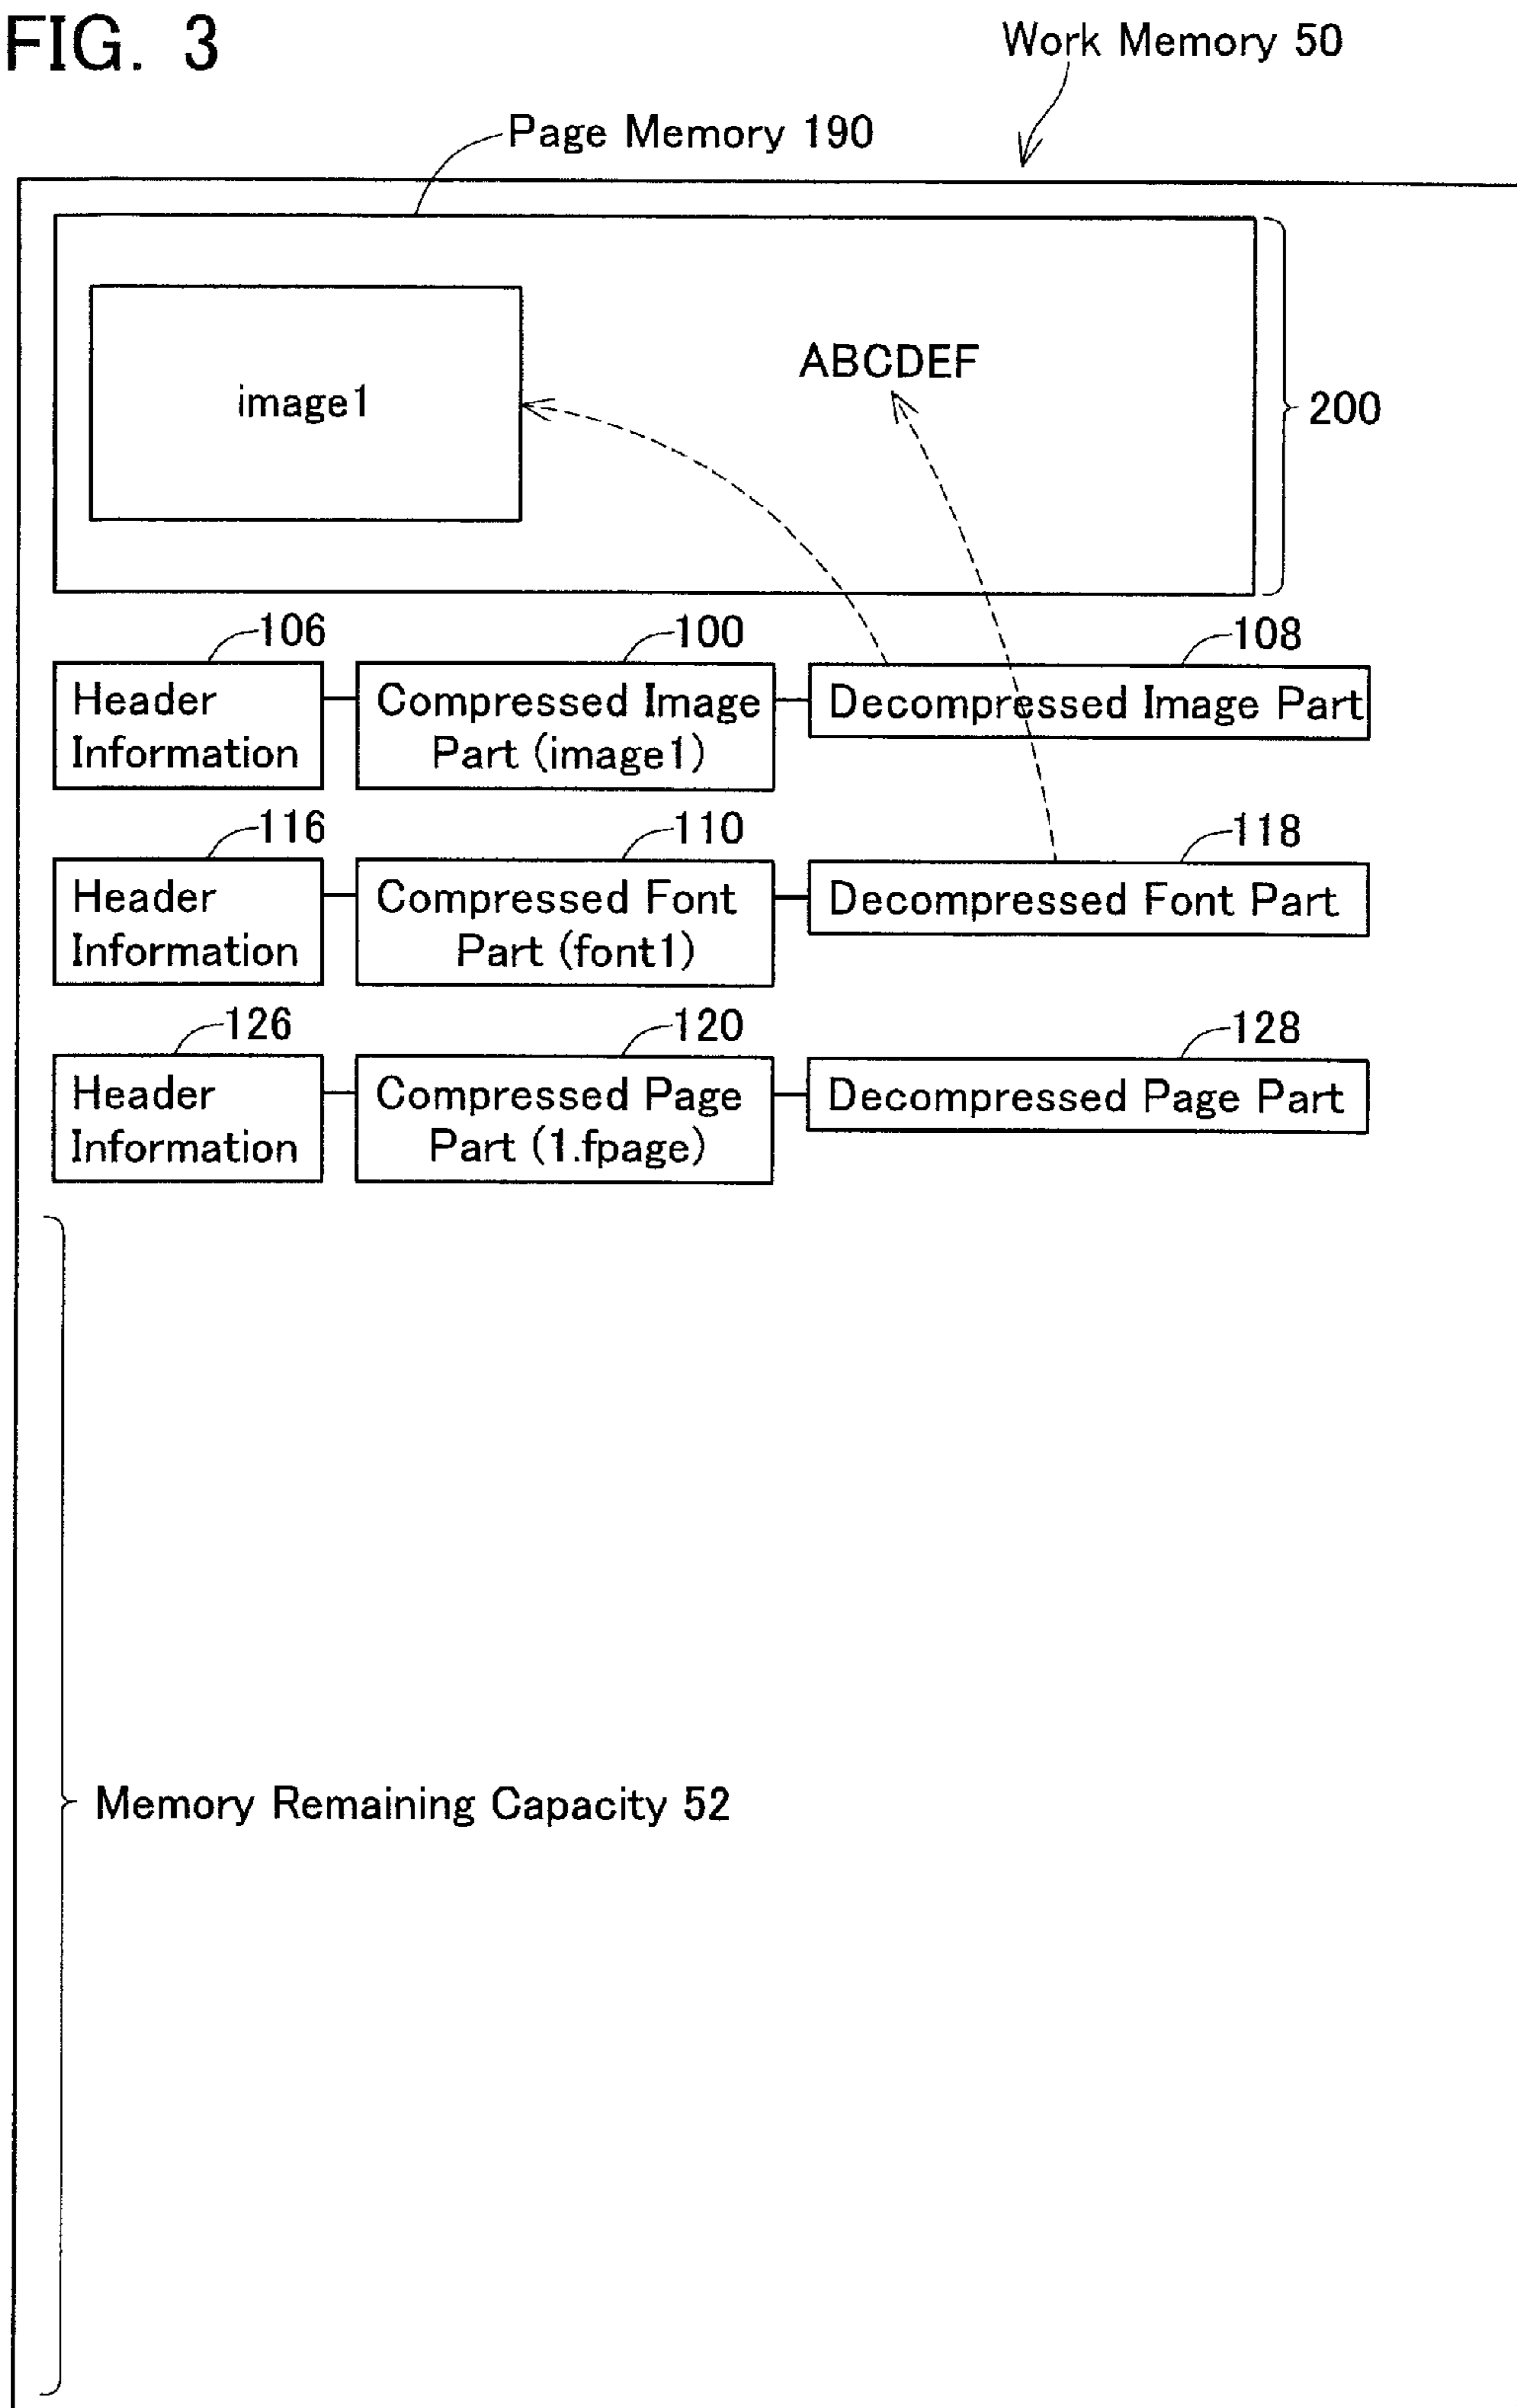 FIG. 3
Work Memory 50
Page Memory 190
image1
ABCDEF
200
106
100
108
Header
Information
Compressed Image
Part (image1)
Decompressed Image Part
116
110
118
Header
Information
Compressed Font
Part (font1)
Decompressed Font Part
126
120
128
Header
Information
Compressed Page
Part (1.fpage)
Decompressed Page Part
Memory Remaining Capacity 52